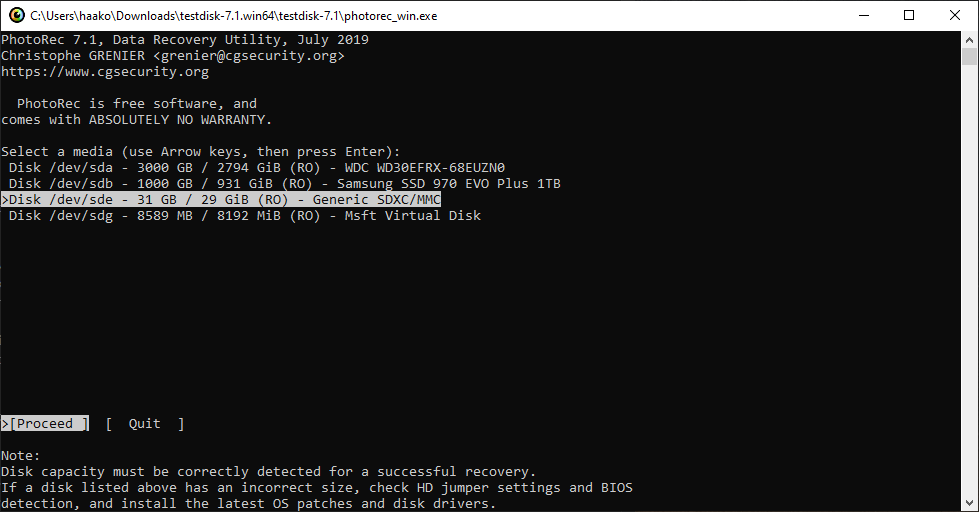 C:\Users\haako\Downloads\testdisk-7.1.win64\testdisk-7.1\photorec_win.exe
PhotoRec 7.1, Data Recovery Utility, July 2019
Christophe GRENIER <grenier@cgsecurity.org>
https://www.cgsecurity.org
PhotoRec is free software, and
comes with ABSOLUTELY NO WARRANTY.
Select a media (use Arrow keys, then press Enter):
Disk /dev/sda - 3000 GB / 2794 GiB (RO) - WDC WD30EFRX-68EUZN0
Disk /dev/sdb - 1000 GB / 931 GiB (RO) - Samsung SSD 970 EVO Plus 1TB
>Disk /dev/sde - 31 GB / 29 GiB (RO) - Generic SDXC/MMC
Disk /dev/sdg - 8589 MB / 8192 MiB (RO) - Msft Virtual Disk
>[Proceed ]  [  Quit  ]
Note:
Disk capacity must be correctly detected for a successful recovery.
If a disk listed above has an incorrect size, check HD jumper settings and BIOS
detection, and install the latest OS patches and disk drivers.